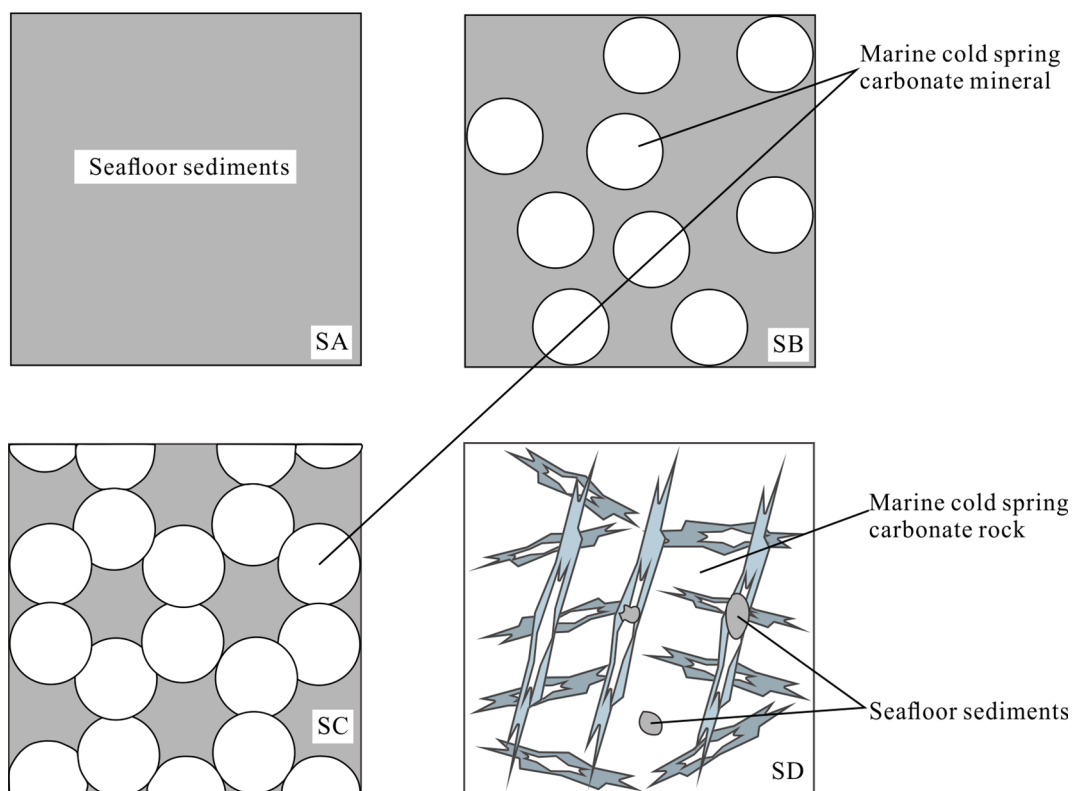 Seafloor sediments
SA
SB
Marine cold spring
carbonate mineral
SC
SD
Marine cold spring
carbonate rock
Seafloor sediments